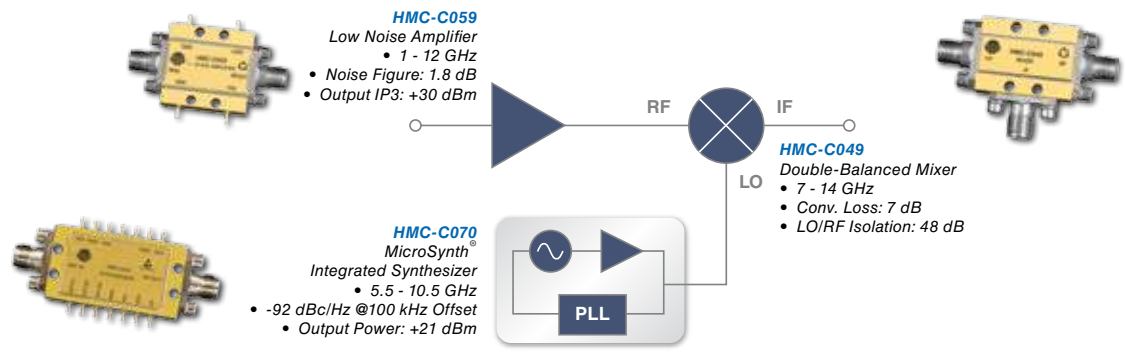 HMC-C059
Low Noise Amplifier
• 1 - 12 GHz
• Noise Figure: 1.8 dB
• Output IP3: +30 dBm
RF
IF
LO
HMC-C049
Double-Balanced Mixer
• 7 - 14 GHz
• Conv. Loss: 7 dB
• LO/RF Isolation: 48 dB
HMC-C070
MicroSynth®
Integrated Synthesizer
• 5.5 - 10.5 GHz
• -92 dBc/Hz @100 kHz Offset
• Output Power: +21 dBm
PLL